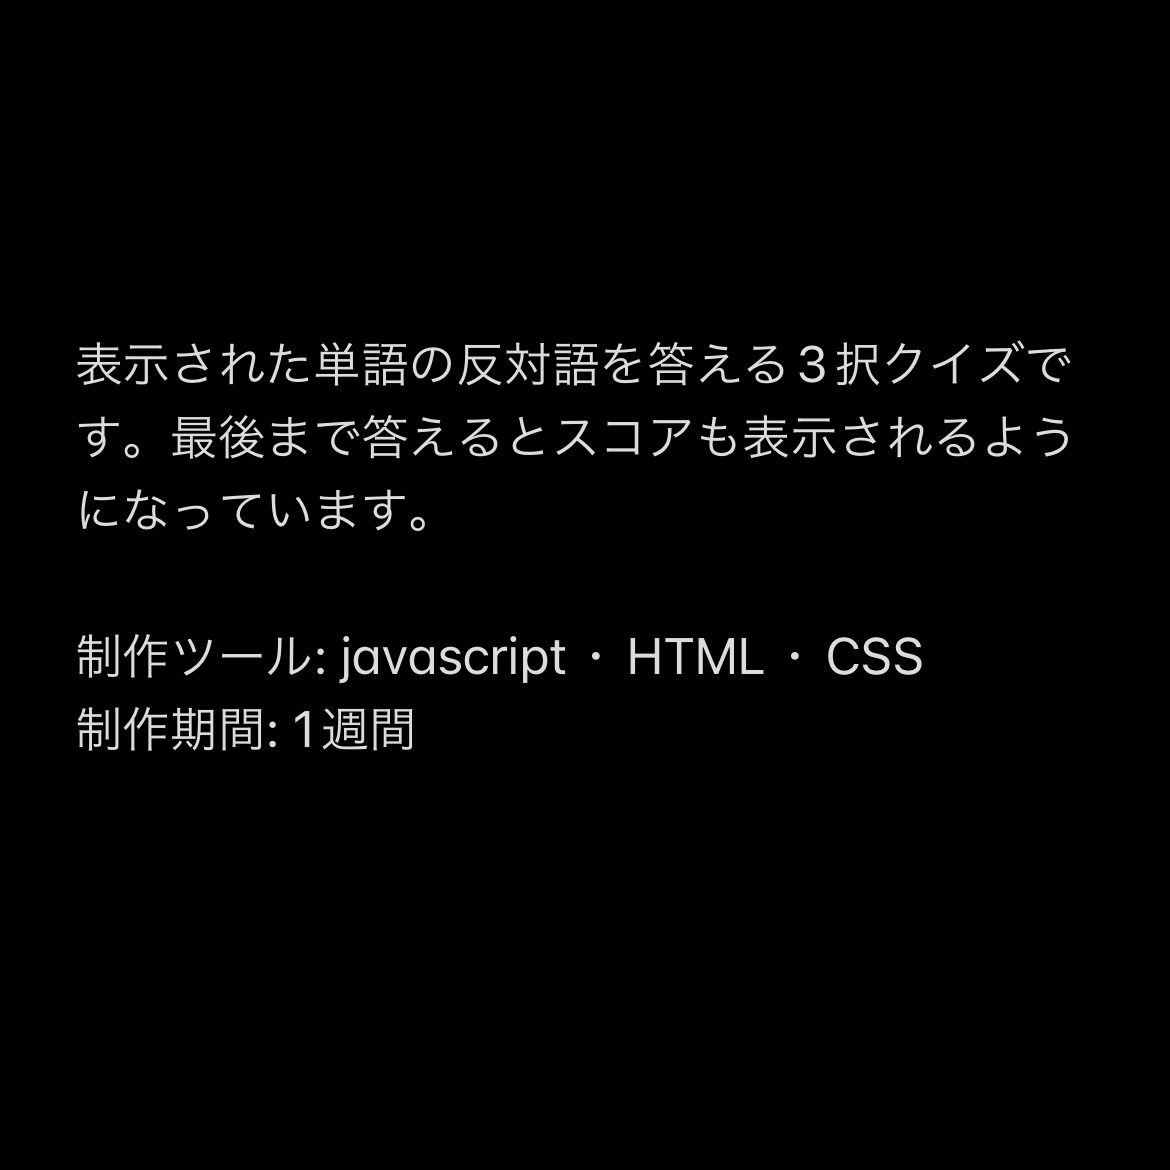 表示された単語の反対語を答える3択クイズで
す。最後まで答えるとスコアも表示されるよう
になっています。
制作ツール: javascript・HTML・CSS
制作期間: 1週間